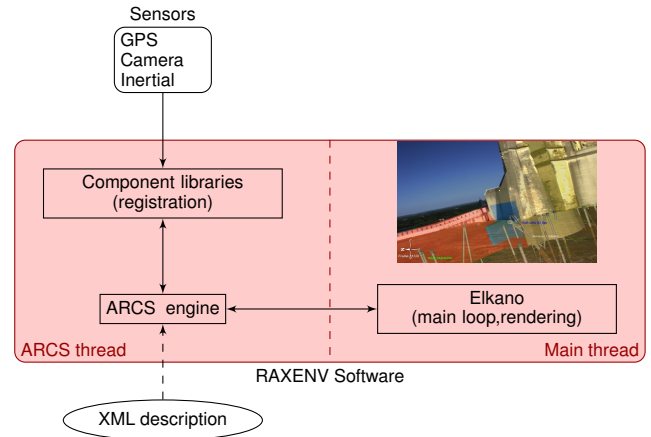 Sensors
GPS
Camera
Inertial
Component libraries
(registration)
ARCS engine
Elkano
(main loop,rendering)
ARCS thread
Main thread
RAXENV Software
XML description